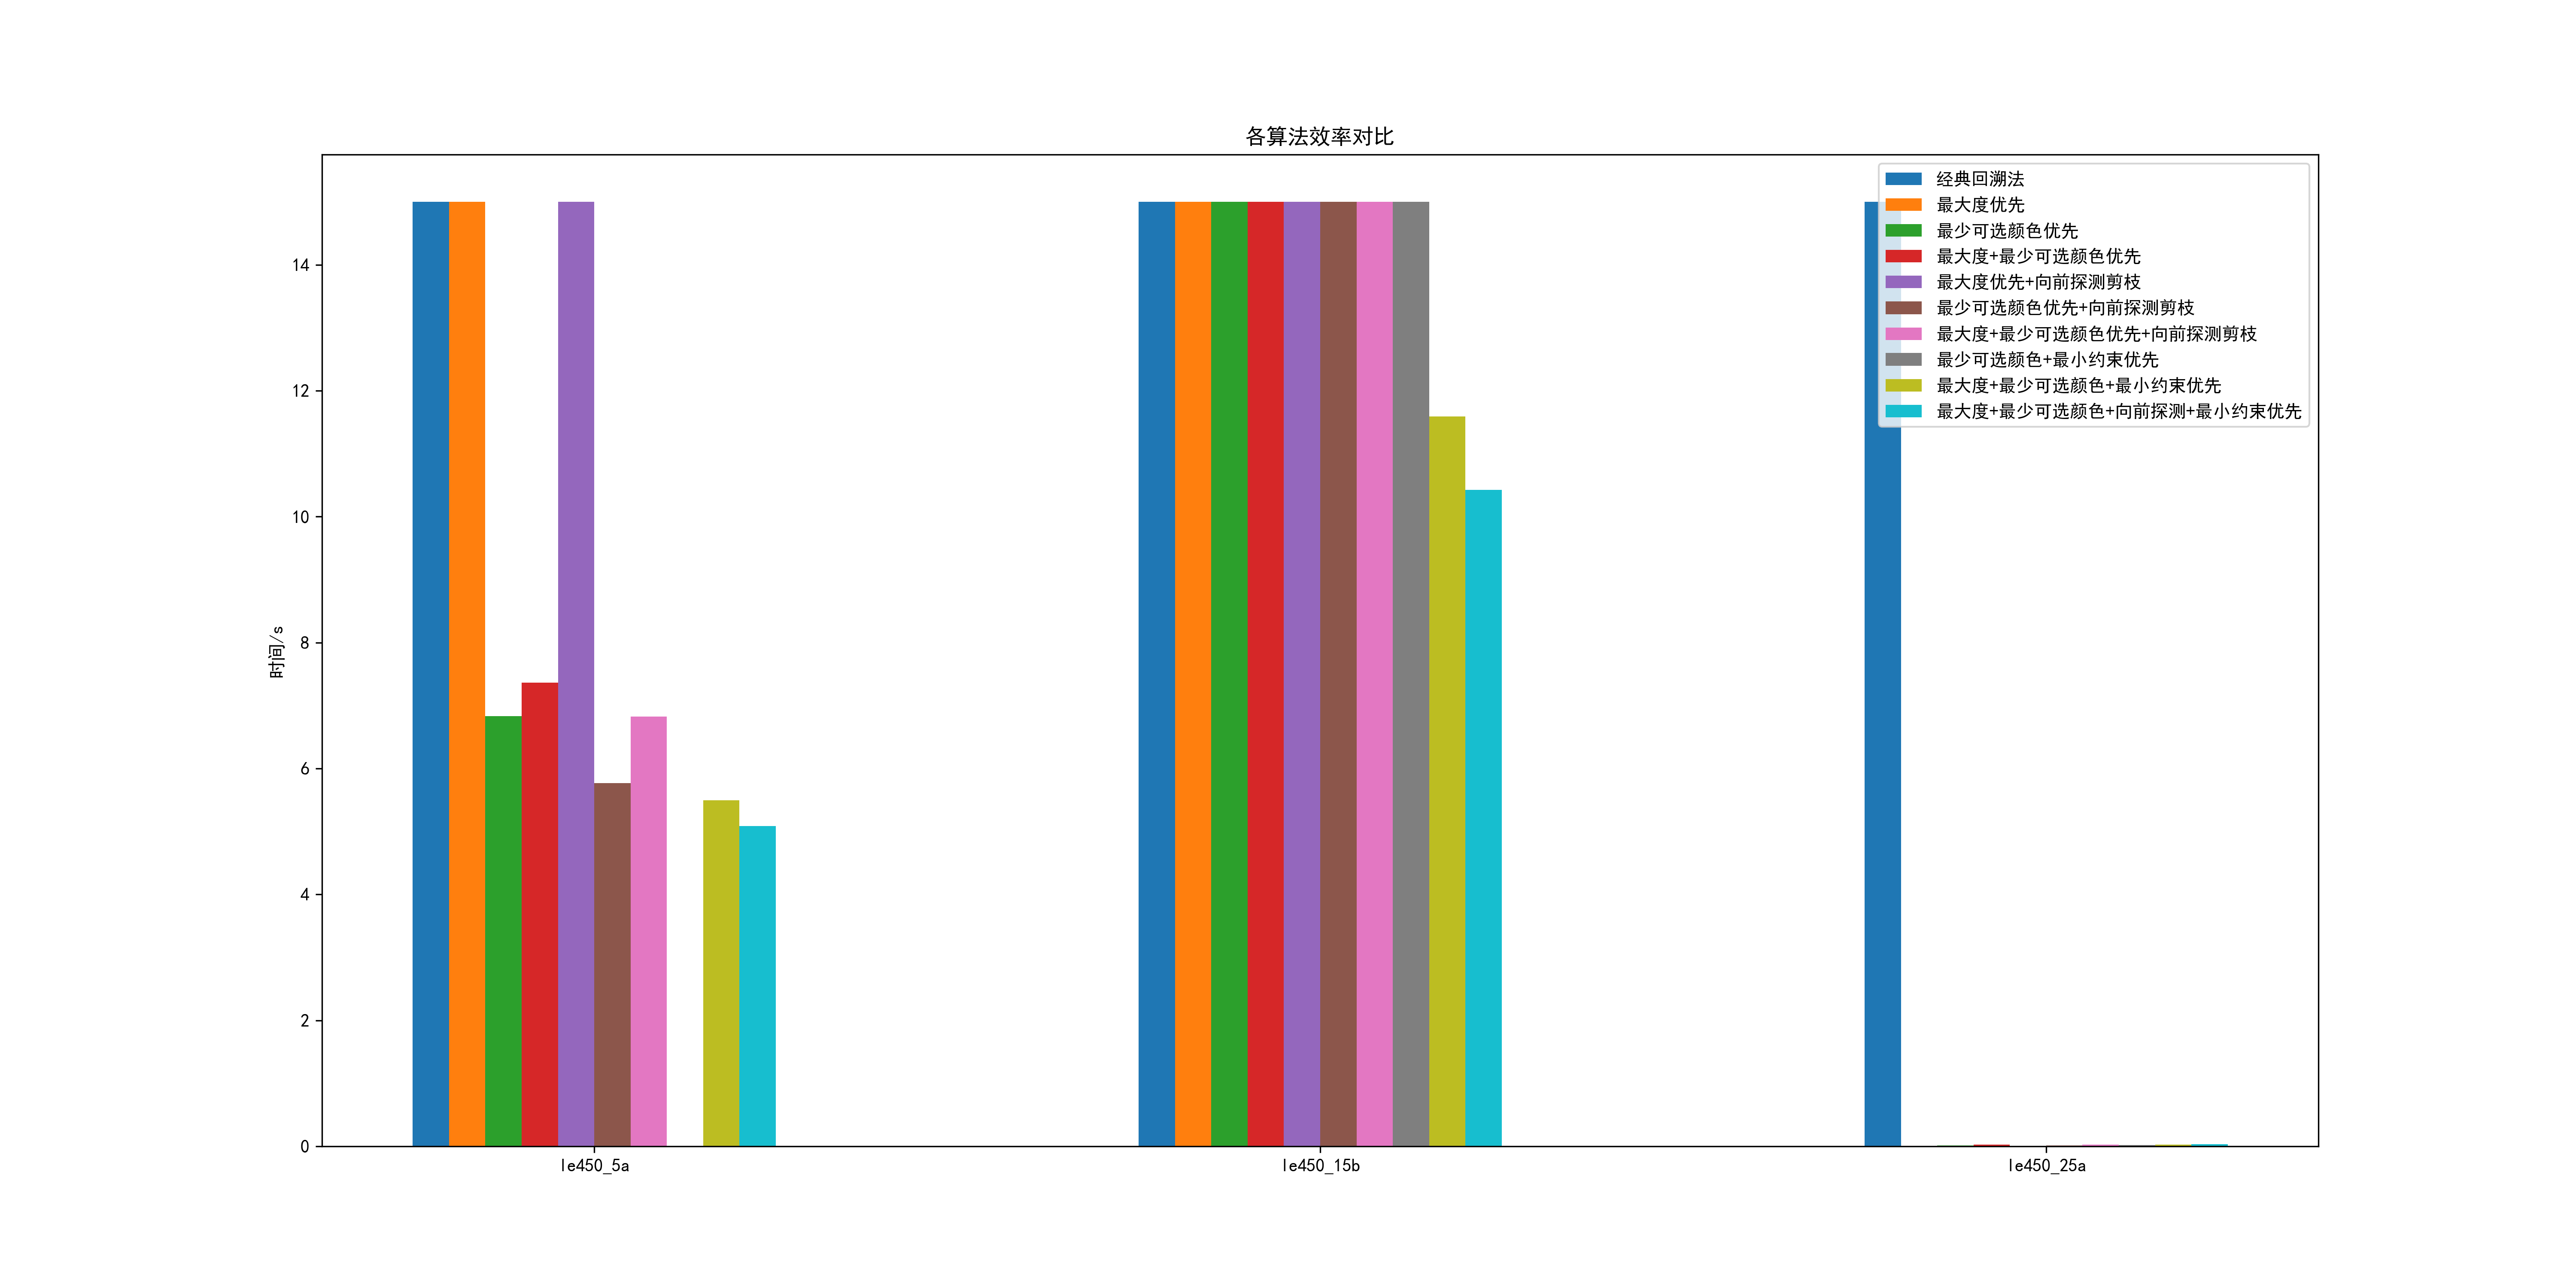 各算法效率对比
经典回溯法
最大度优先
最少可选颜色优先
最大度+最少可选颜色优先
最大度优先+向前探测剪枝
最少可选颜色优先+向前探测剪枝
最大度+最少可选颜色优先+向前探测剪枝
最少可选颜色+最小约束优先
最大度+最少可选颜色+最小约束优先
最大度+最少可选颜色+向前探测+最小约束优先
时间/s
14
12
10
8
6
4
2
0
le450_5a
le450_15b
le450_25a